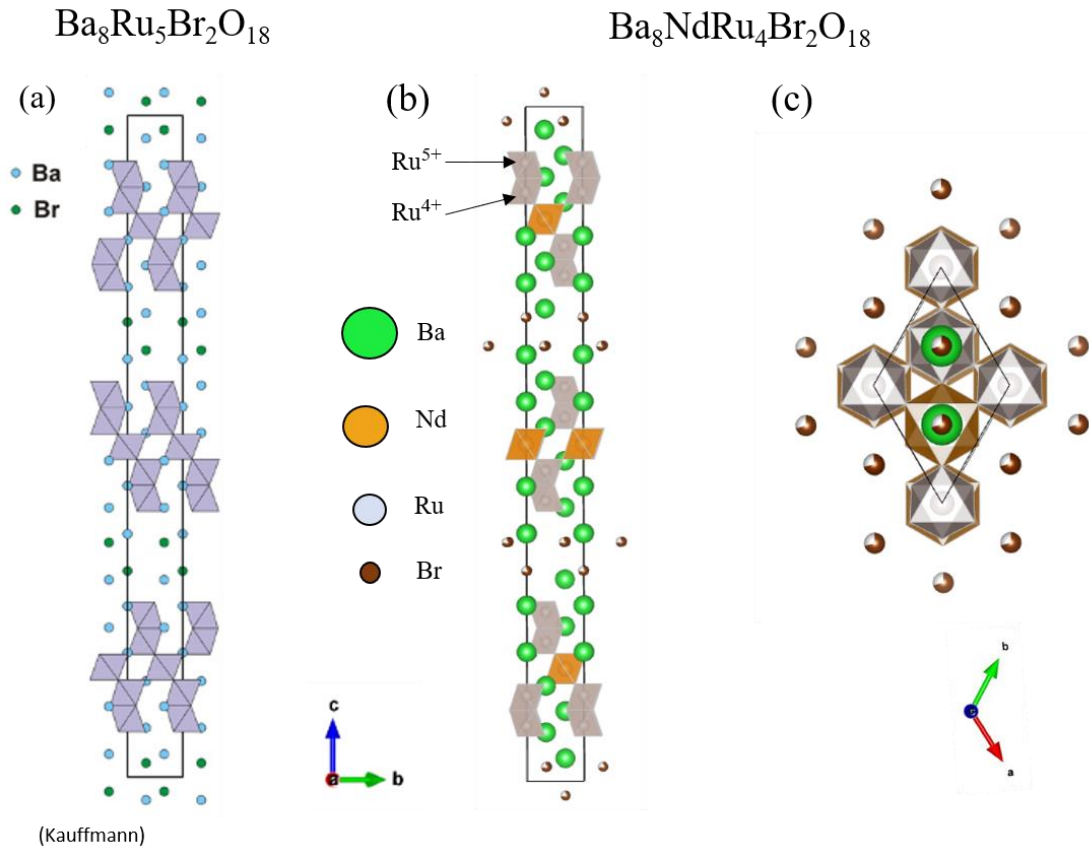 Ba8Ru5Br2O18
Ba8NdRu4Br2O18
(a)
(b)
(c)
Ba
Br
Ru5+
Ru4+
Ba
Nd
Ru
Br
c
a
b
b
c
a
(Kauffmann)